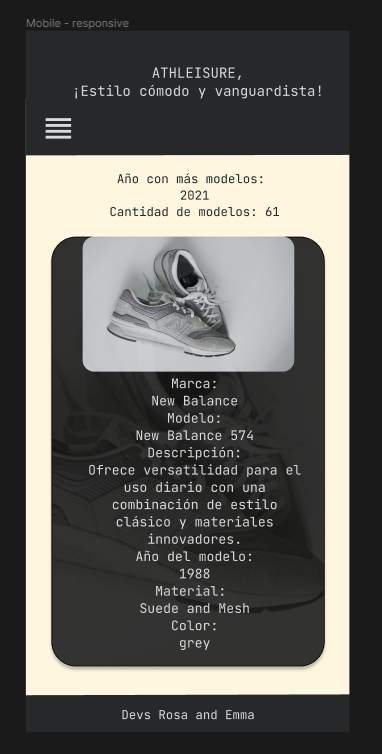 Mobile - responsive
ATHLEISURE,
¡Estilo cómodo y vanguardista!
Año con más modelos:
2021
Cantidad de modelos: 61
Marca:
New Balance
Modelo:
New Balance 574
Descripción:
Ofrece versatilidad para el
uso diario con una
combinación de estilo
clásico y materiales
innovadores.
Año del modelo:
1988
Material:
Suede and Mesh
Color:
grey
Devs Rosa and Emma